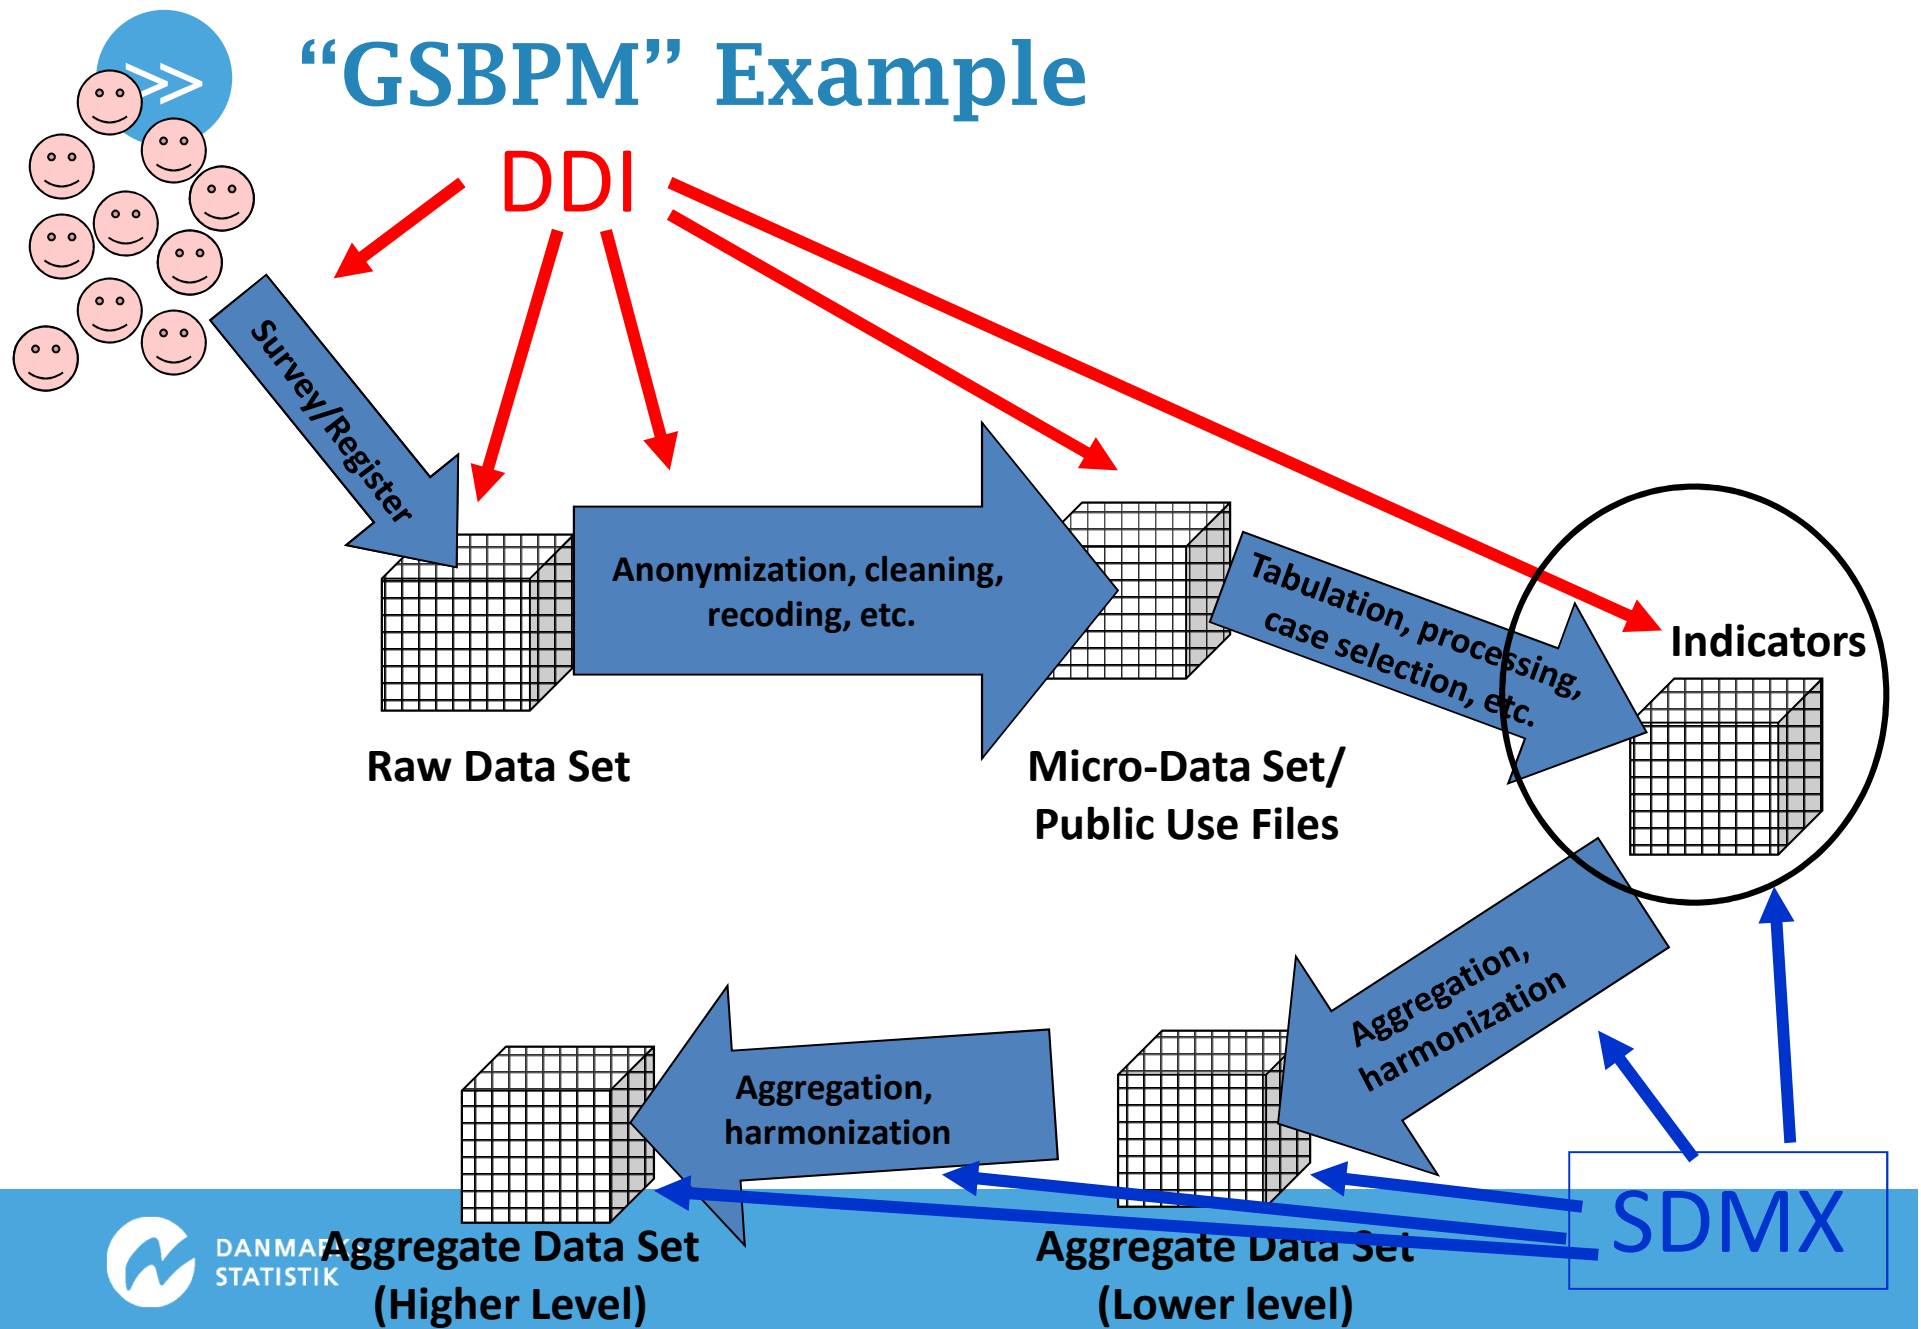 “GSBPM” Example
DDI
Survey/Register
Anonymization, cleaning,
recoding, etc.
Tabulation, processing,
case selection, etc.
Indicators
Raw Data Set
Micro-Data Set/
Public Use Files
Aggregation,
harmonization
Aggregation,
harmonization
SDMX
DANMARKS
STATISTIK
Aggregate Data Set
(Higher Level)
Aggregate Data Set
(Lower level)